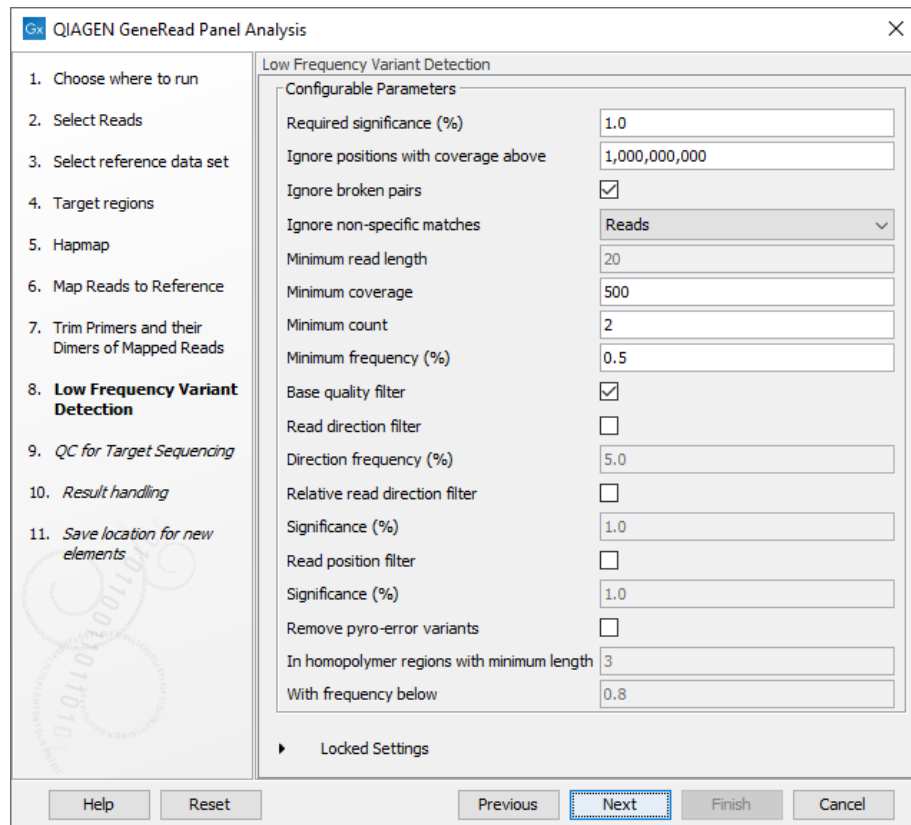 Gx QIAGEN GeneRead Panel Analysis
1. Choose where to run
2. Select Reads
3. Select reference data set
4. Target regions
5. Hapmap
6. Map Reads to Reference
7. Trim Primers and their
Dimers of Mapped Reads
8. Low Frequency Variant
Detection
9. QC for Target Sequencing
10. Result handling
11. Save location for new
elements
Low Frequency Variant Detection
Configurable Parameters
Required significance (%) 1.0
Ignore positions with coverage above 1,000,000,000
Ignore broken pairs
Ignore non-specific matches Reads
Minimum read length 20
Minimum coverage 500
Minimum count 2
Minimum frequency (%) 0.5
Base quality filter
Read direction filter
Direction frequency (%) 5.0
Relative read direction filter
Significance (%) 1.0
Read position filter
Significance (%) 1.0
Remove pyro-error variants
In homopolymer regions with minimum length 3
With frequency below 0.8
Locked Settings
Help Reset Previous Next Finish Cancel